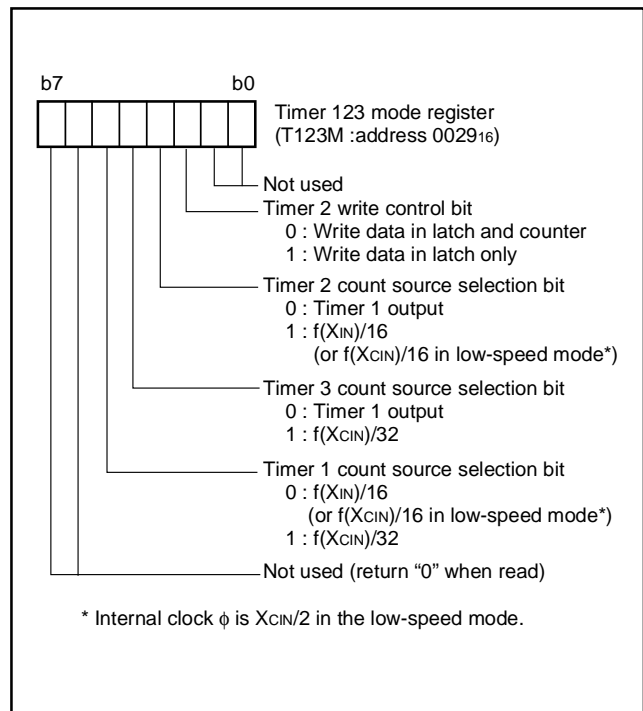 b7 b0
Timer 123 mode register
(T123M :address 002916)
Not used
Timer 2 write control bit
0 : Write data in latch and counter
1 : Write data in latch only
Timer 2 count source selection bit
0 : Timer 1 output
1 : f(XIN)/16
(or f(XCIN)/16 in low-speed mode*)
Timer 3 count source selection bit
0 : Timer 1 output
1 : f(XCIN)/32
Timer 1 count source selection bit
0 : f(XIN)/16
(or f(XCIN)/16 in low-speed mode*)
1 : f(XCIN)/32
Not used (return “0” when read)
* Internal clock ϕ is XCIN/2 in the low-speed mode.